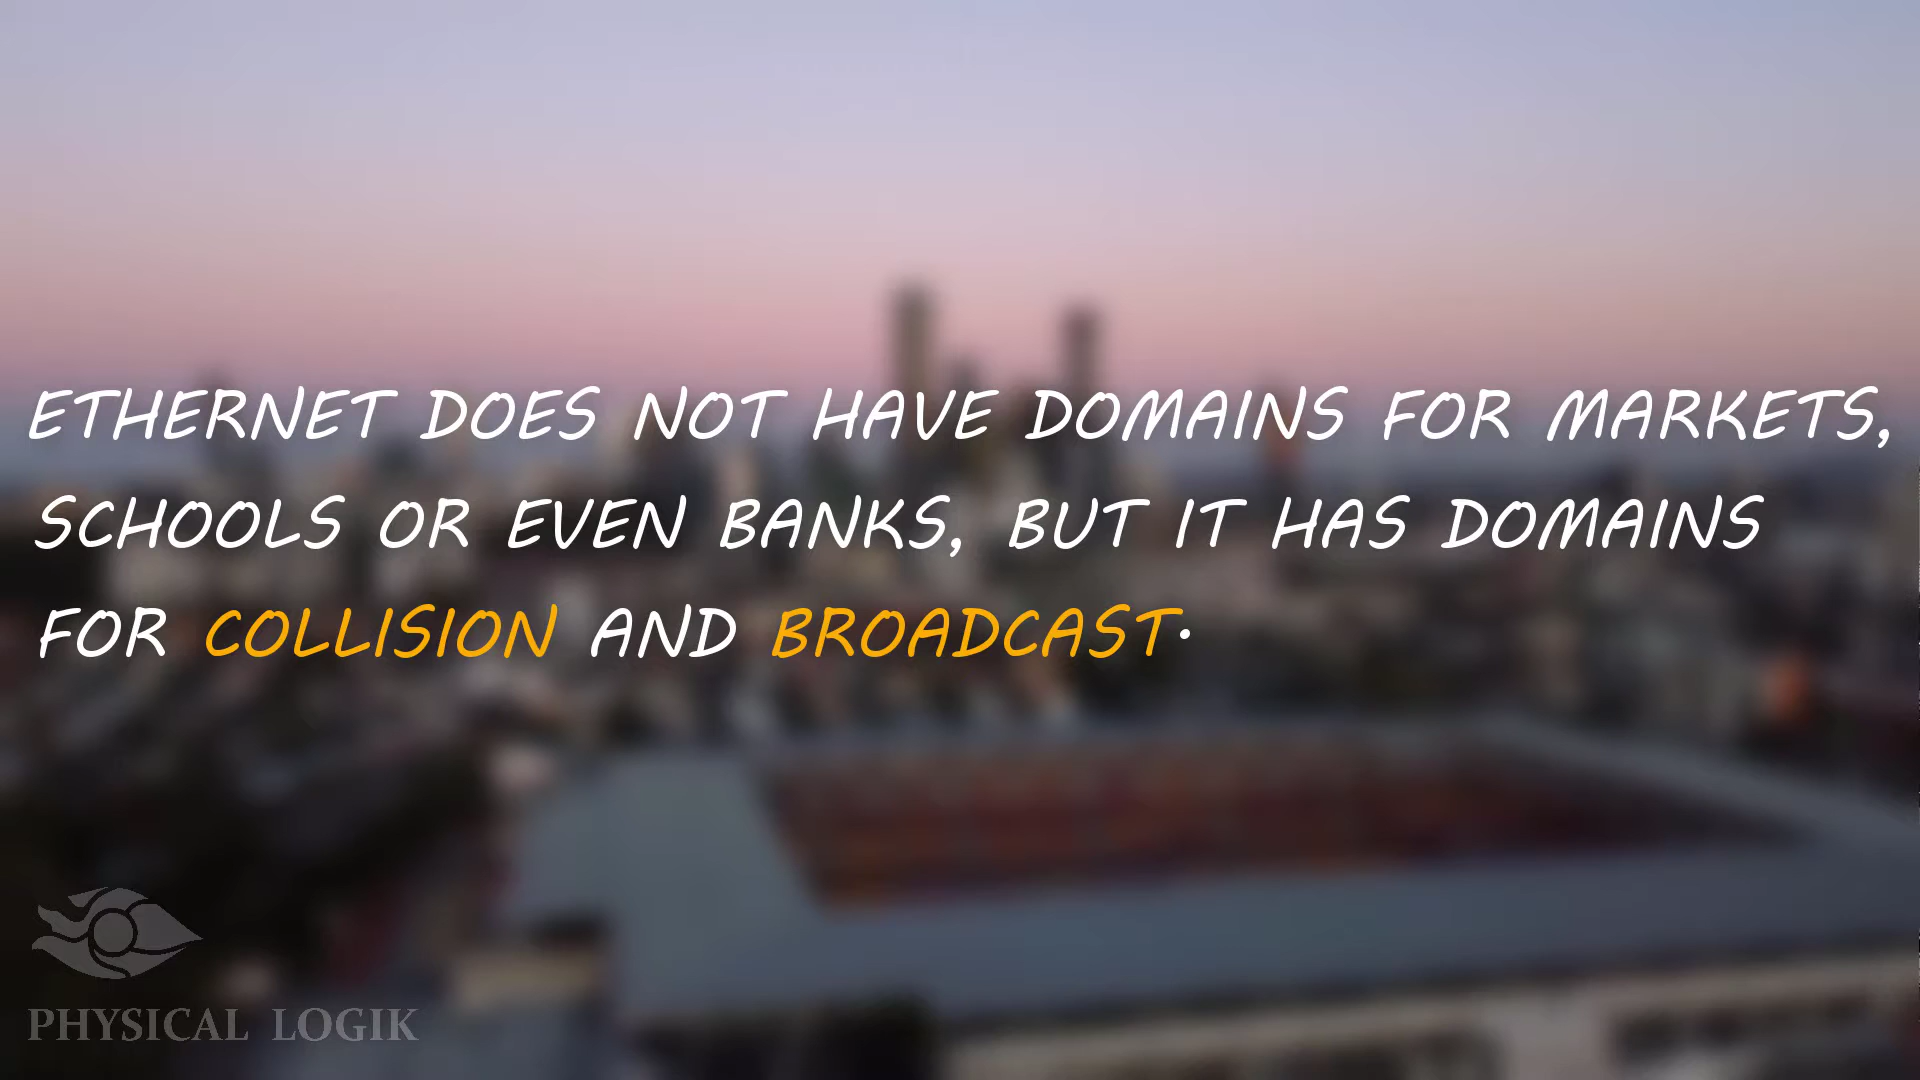 ETHERNET DOES NOT HAVE DOMAINS FOR MARKETS,
SCHOOLS OR EVEN BANKS, BUT IT HAS DOMAINS
FOR COLLISION AND BROADCAST.
PHYSICAL LOGIK